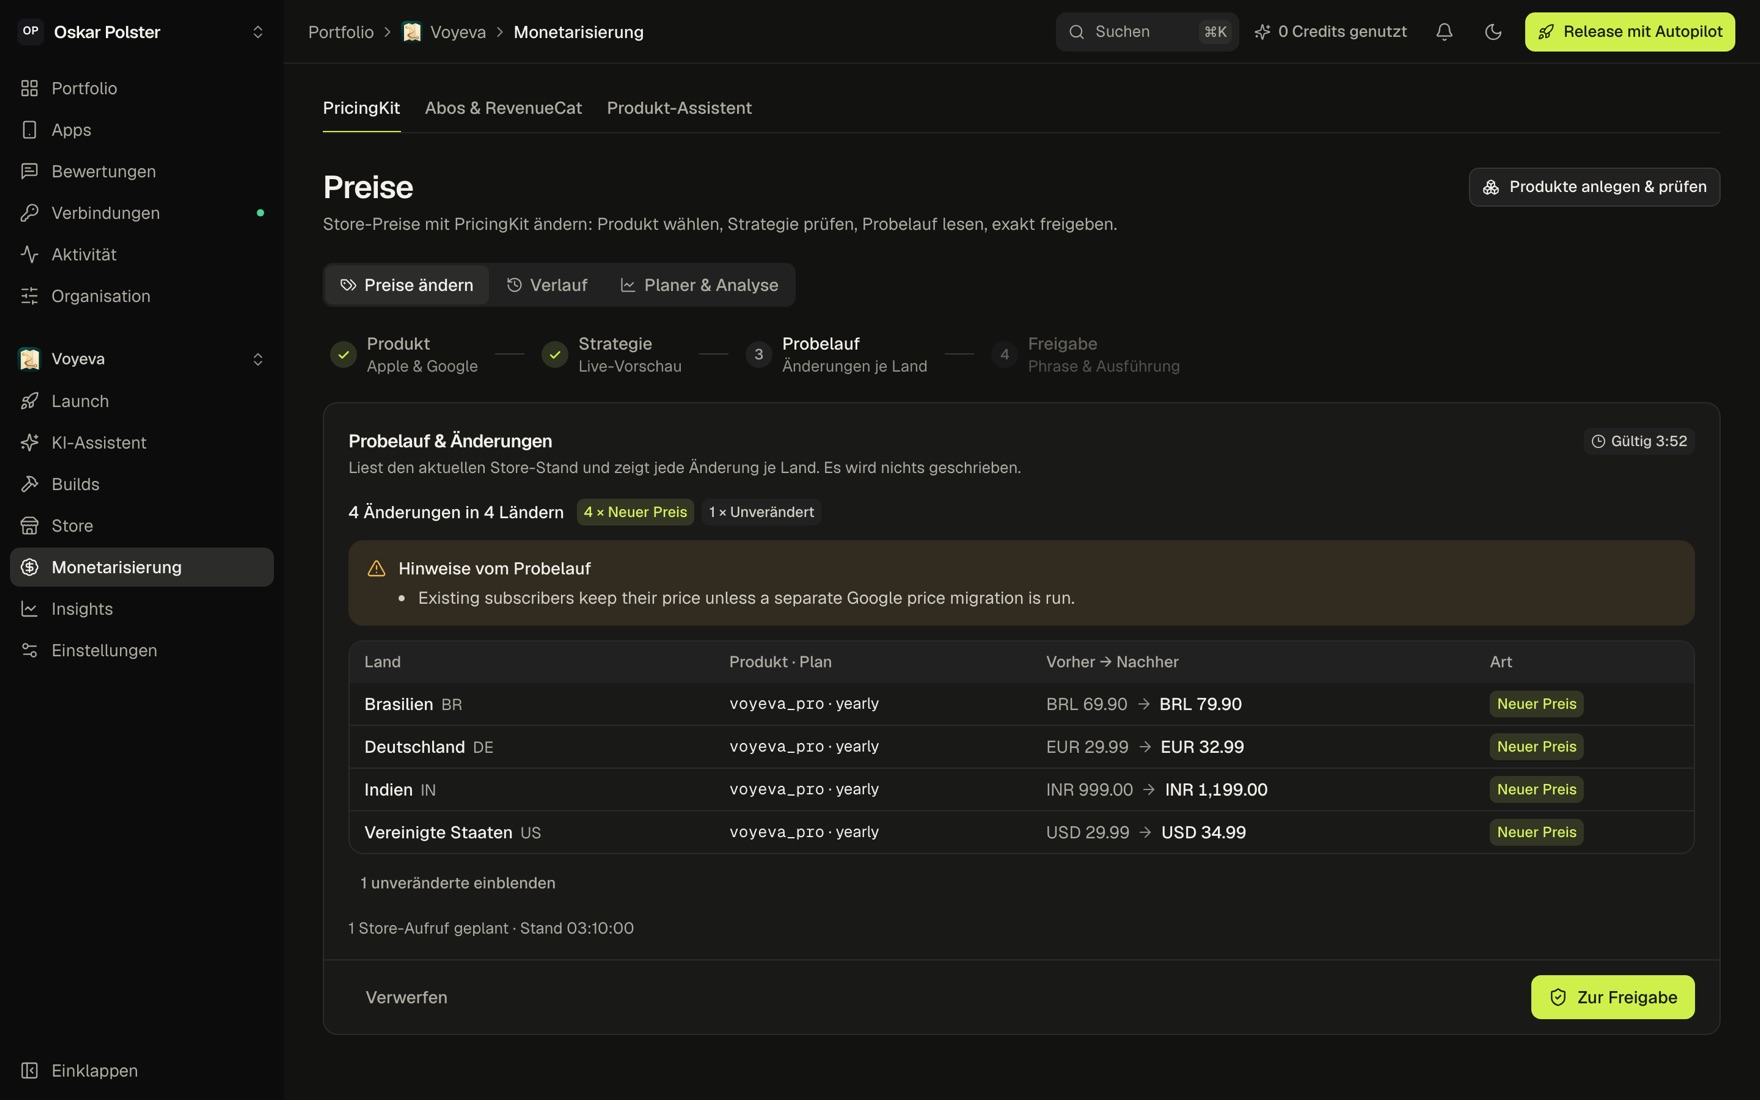 OP Oskar Polster
Portfolio
Apps
Bewertungen
Verbindungen
Aktivität
Organisation
Voyeva
Launch
KI-Assistent
Builds
Store
Monetarisierung
Insights
Einstellungen
Einklappen
Portfolio > Voyeva > Monetarisierung
Suchen ⌘K
0 Credits genutzt
Release mit Autopilot
PricingKit Abos & RevenueCat Produkt-Assistent
Preise
Store-Preise mit PricingKit ändern: Produkt wählen, Strategie prüfen, Probelauf lesen, exakt freigeben.
Produkte anlegen & prüfen
Preise ändern Verlauf Planer & Analyse
Produkt
Apple & Google
Strategie
Live-Vorschau
3 Probelauf
Änderungen je Land
4 Freigabe
Phrase & Ausführung
Probelauf & Änderungen
Gültig 3:52
Liest den aktuellen Store-Stand und zeigt jede Änderung je Land. Es wird nichts geschrieben.
4 Änderungen in 4 Ländern 4 × Neuer Preis 1 × Unverändert
Hinweise vom Probelauf
• Existing subscribers keep their price unless a separate Google price migration is run.
Land Produkt · Plan Vorher → Nachher Art
Brasilien BR voyeva_pro · yearly BRL 69.90 → BRL 79.90 Neuer Preis
Deutschland DE voyeva_pro · yearly EUR 29.99 → EUR 32.99 Neuer Preis
Indien IN voyeva_pro · yearly INR 999.00 → INR 1,199.00 Neuer Preis
Vereinigte Staaten US voyeva_pro · yearly USD 29.99 → USD 34.99 Neuer Preis
1 unveränderte einblenden
1 Store-Aufruf geplant · Stand 03:10:00
Verwerfen
Zur Freigabe